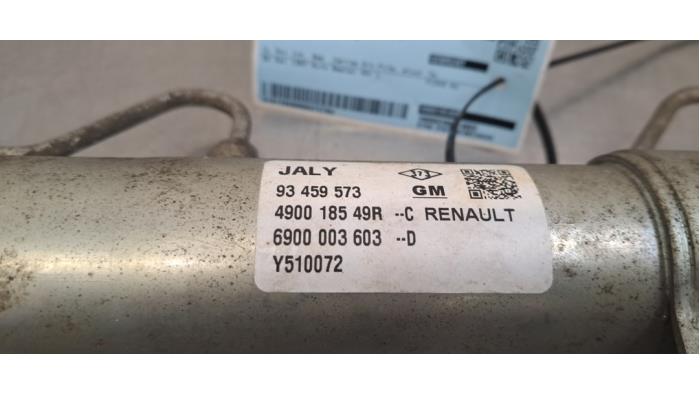 JALY
93 459 573 GM
4900 185 49R --C RENAULT
6900 003 603 --D
Y510072